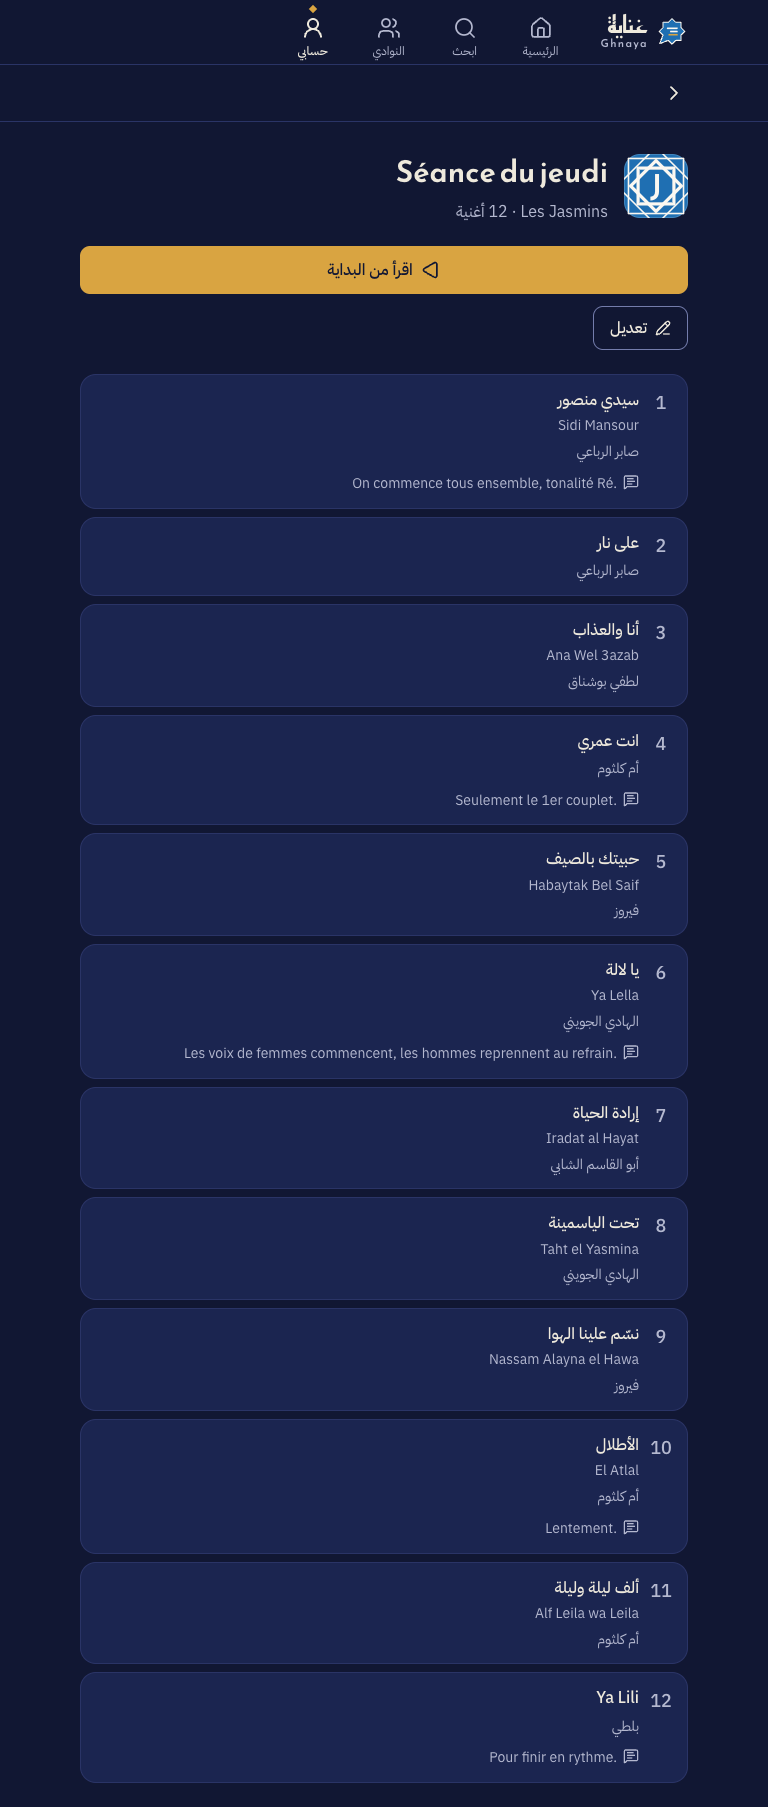 غناية
Ghnaya
الرئيسية
ابحث
النوادي
حسابي
J
Séance du jeudi
Les Jasmins · 12 أغنية
اقرأ من البداية
تعديل
1
سيدي منصور
Sidi Mansour
صابر الرباعي
On commence tous ensemble, tonalité Ré.
2
على نار
صابر الرباعي
3
أنا والعذاب
Ana Wel 3azab
لطفي بوشناق
4
انت عمري
أم كلثوم
Seulement le 1er couplet.
5
حبيتك بالصيف
Habaytak Bel Saif
فيروز
6
يا لالة
Ya Lella
الهادي الجويني
Les voix de femmes commencent, les hommes reprennent au refrain.
7
إرادة الحياة
Iradat al Hayat
أبو القاسم الشابي
8
تحت الياسمينة
Taht el Yasmina
الهادي الجويني
9
نسّم علينا الهوا
Nassam Alayna el Hawa
فيروز
10
الأطلال
El Atlal
أم كلثوم
Lentement.
11
ألف ليلة وليلة
Alf Leila wa Leila
أم كلثوم
12
Ya Lili
بلطي
Pour finir en rythme.